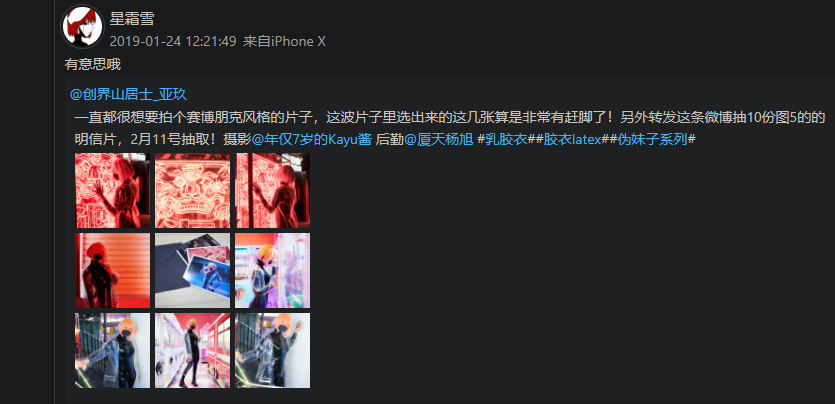 星霜雪
2019-01-24 12:21:49 来自iPhone X
有意思哦
@创界山居士_亚玖
一直都很想要拍个赛博朋克风格的片子，这波片子里选出来的这几张算是非常有赶脚了！另外转发这条微博抽10份图5的的
明信片，2月11号抽取！摄影@年仅7岁的Kayu酱 后勤@厦天杨旭 #乳胶衣##胶衣latex##伪妹子系列#